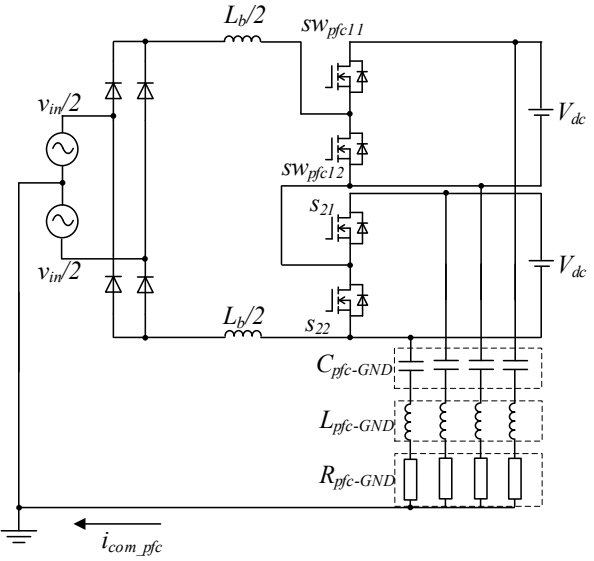 L_b/2
sw_pfc11
v_in/2
V_dc
sw_pfc12
s_21
v_in/2
V_dc
L_b/2
s_22
C_pfc-GND
L_pfc-GND
R_pfc-GND
i_com_pfc